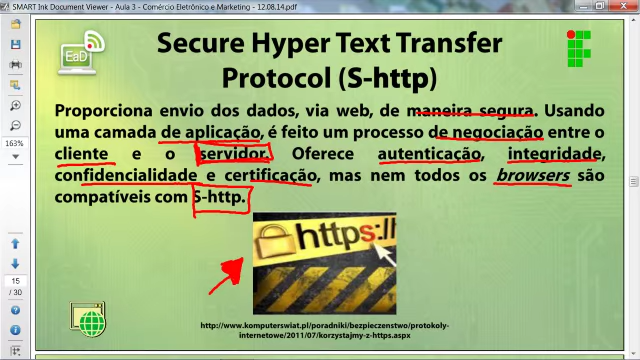 SMART Ink Document Viewer - Aula 3 - Comércio Eletrônico e Marketing - 12.08.14.pdf
EaD
Secure Hyper Text Transfer
Protocol (S-http)
Proporciona envio dos dados, via web, de maneira segura. Usando
uma camada de aplicação, é feito um processo de negociação entre o
cliente e o servidor. Oferece autenticação, integridade,
confidencialidade e certificação, mas nem todos os browsers são
compatíveis com S-http.
163%
https://
15
/ 30
http://www.komputerswiat.pl/poradniki/bezpieczenstwo/protokoly-
internetowe/2011/07/korzystajmy-z-https.aspx